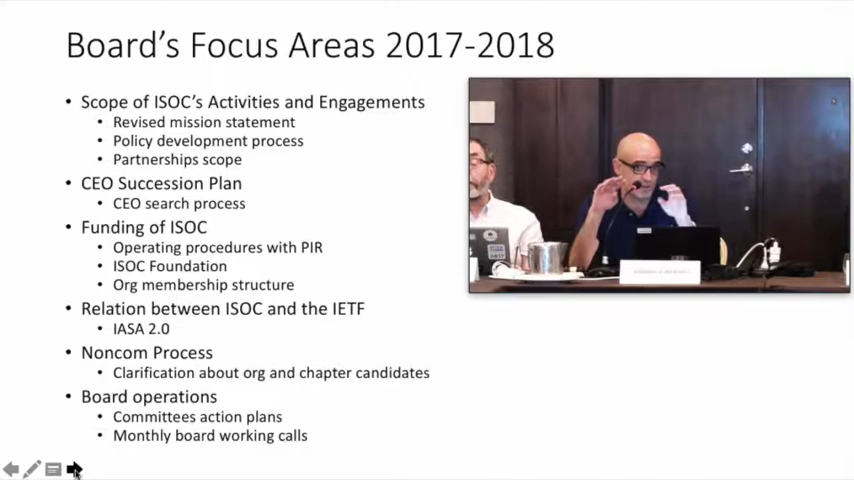 Board's Focus Areas 2017-2018
• Scope of ISOC's Activities and Engagements
• Revised mission statement
• Policy development process
• Partnerships scope
• CEO Succession Plan
• CEO search process
• Funding of ISOC
• Operating procedures with PIR
• ISOC Foundation
• Org membership structure
• Relation between ISOC and the IETF
• IASA 2.0
• Noncom Process
• Clarification about org and chapter candidates
• Board operations
• Committees action plans
• Monthly board working calls